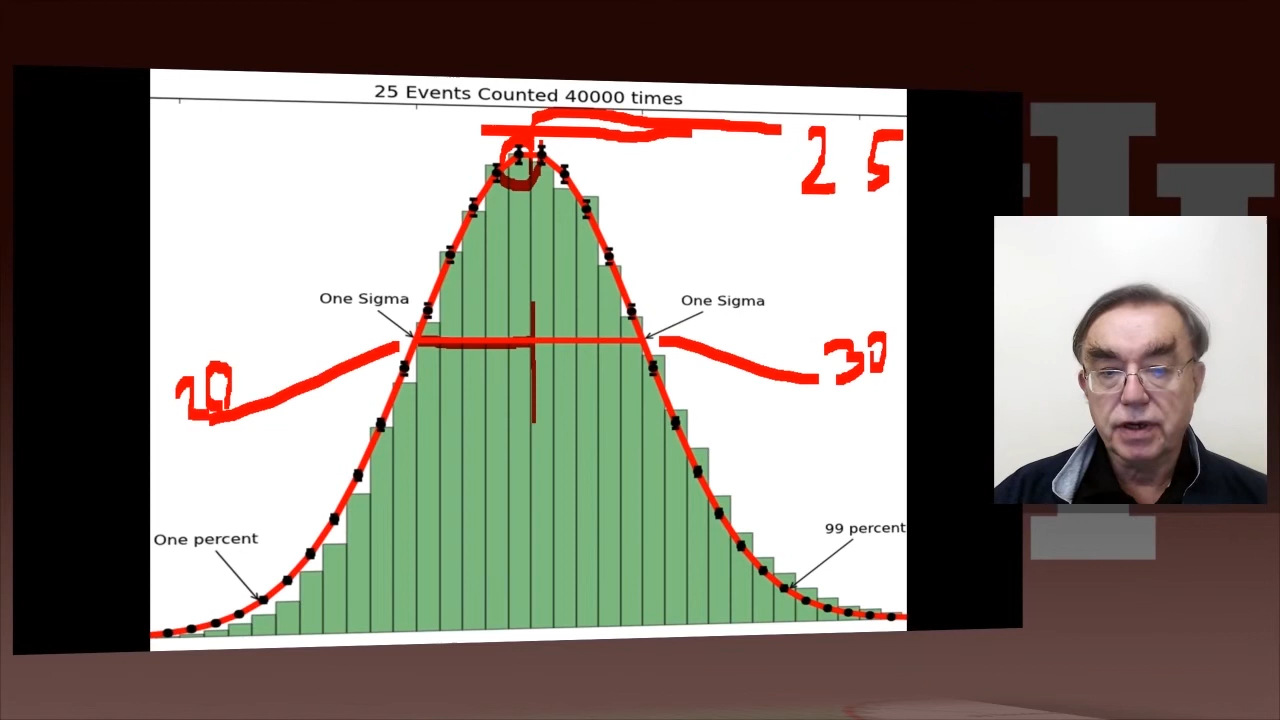 25 Events Counted 40000 times
25
One Sigma
One Sigma
20
30
One percent
99 percent